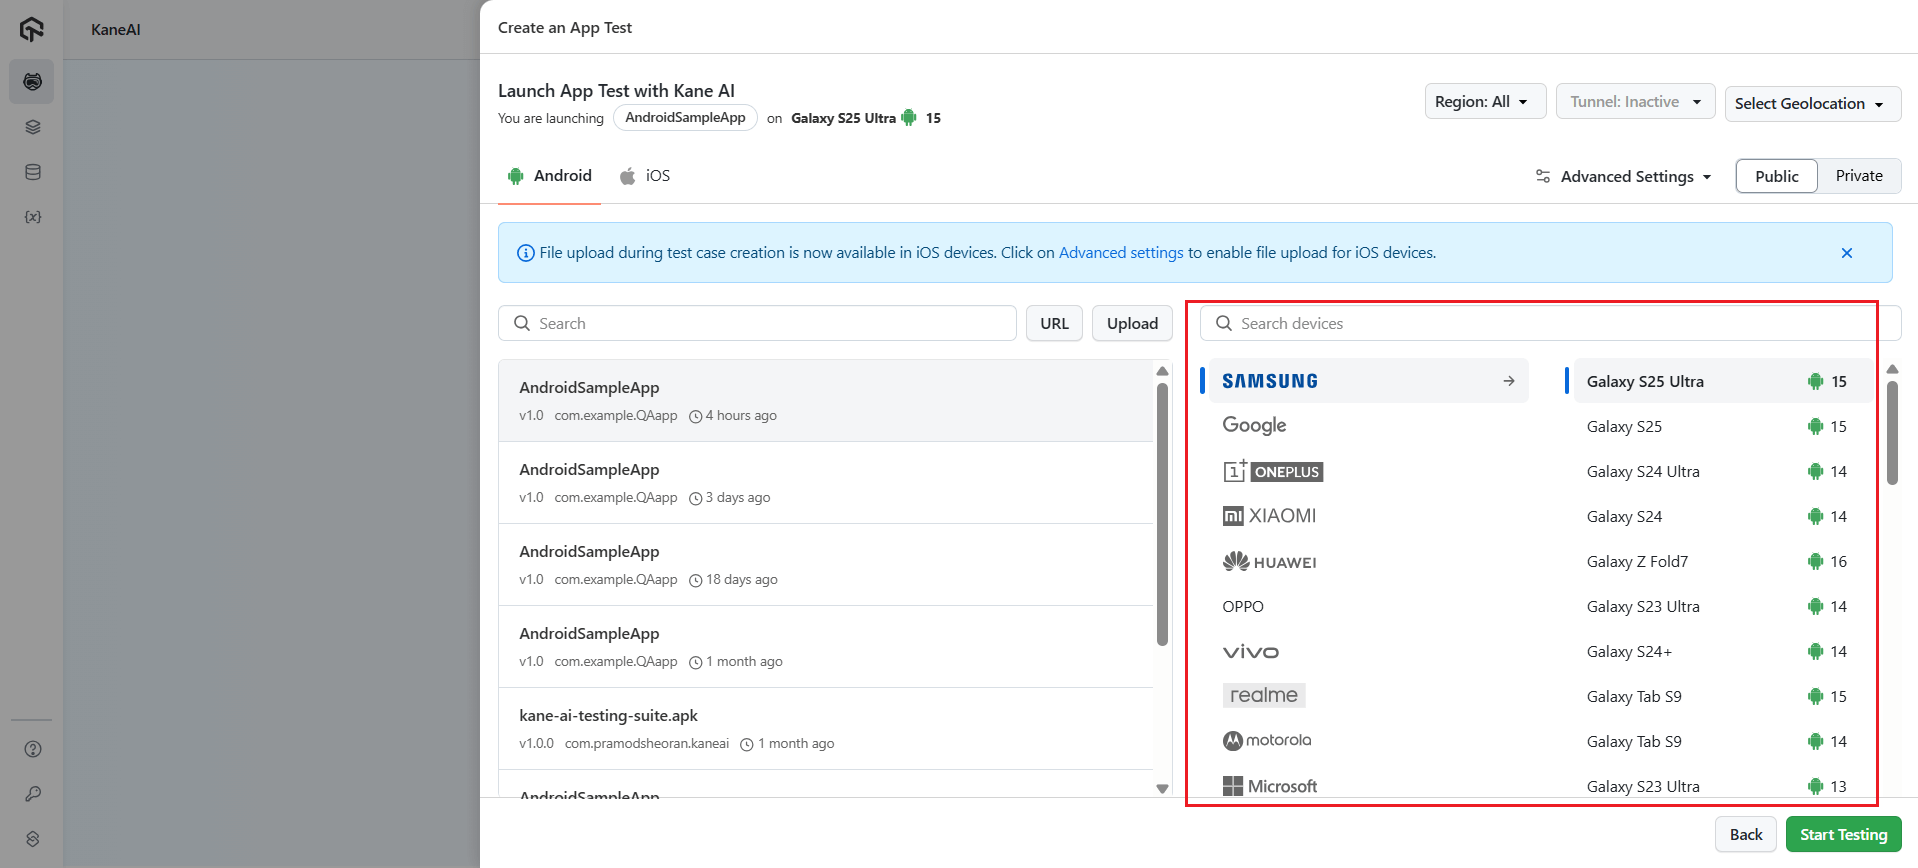 KaneAI
Create an App Test
Launch App Test with Kane AI
You are launching AndroidSampleApp on Galaxy S25 Ultra 15
Region: All
Tunnel: Inactive
Select Geolocation
Android
iOS
Advanced Settings
Public
Private
File upload during test case creation is now available in iOS devices. Click on Advanced settings to enable file upload for iOS devices.
Search
URL
Upload
AndroidSampleApp
v1.0 com.example.QAapp 4 hours ago
AndroidSampleApp
v1.0 com.example.QAapp 3 days ago
AndroidSampleApp
v1.0 com.example.QAapp 18 days ago
AndroidSampleApp
v1.0 com.example.QAapp 1 month ago
kane-ai-testing-suite.apk
v1.0.0 com.pramodsheoran.kaneai 1 month ago
AndroidSampleApp
Search devices
SAMSUNG
Google
1+ ONEPLUS
mi XIAOMI
HUAWEI
OPPO
vivo
realme
motorola
Microsoft
Galaxy S25 Ultra 15
Galaxy S25 15
Galaxy S24 Ultra 14
Galaxy S24 14
Galaxy Z Fold7 16
Galaxy S23 Ultra 14
Galaxy S24+ 14
Galaxy Tab S9 15
Galaxy Tab S9 14
Galaxy S23 Ultra 13
Back
Start Testing